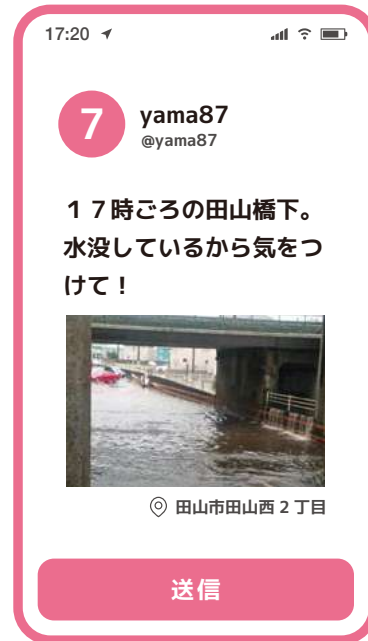 17:20
7
yama87
@yama87
１７時ごろの田山橋下。
水没しているから気をつ
けて！
田山市田山西２丁目
送信